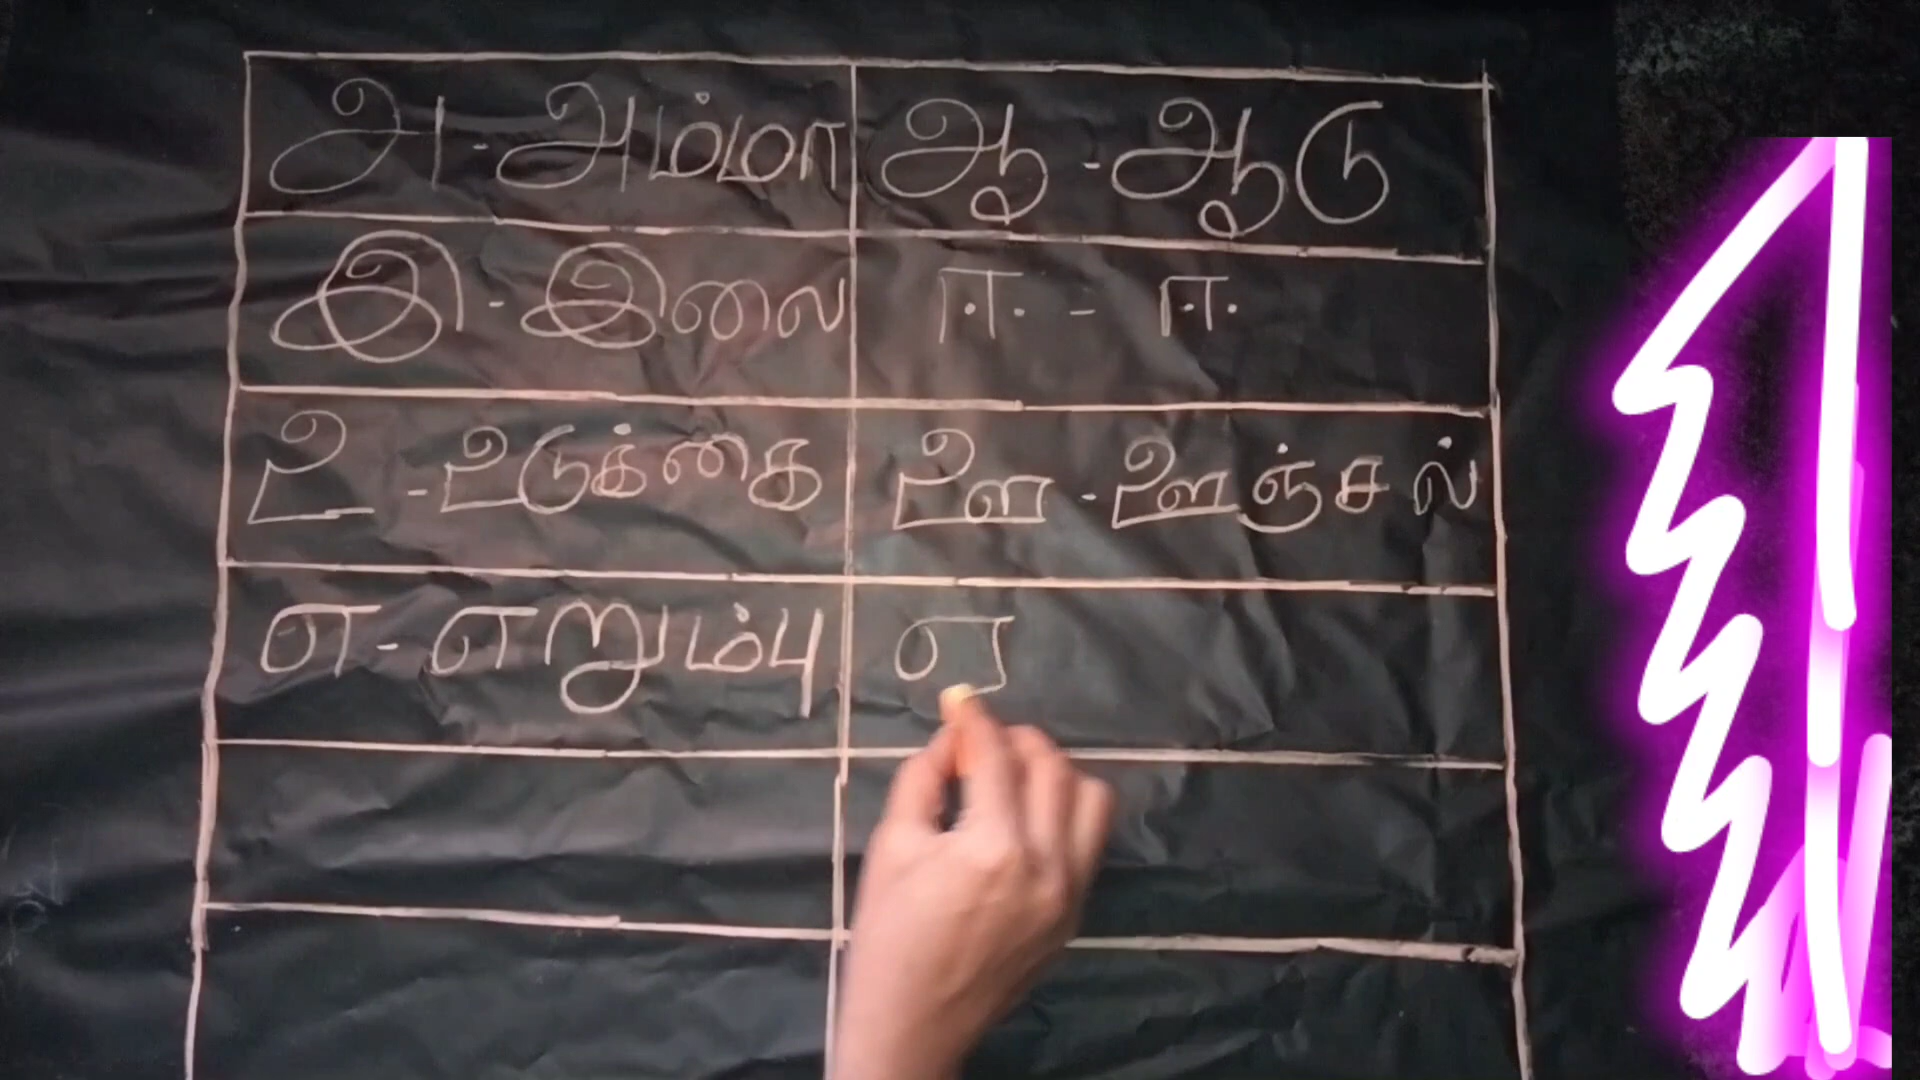 அ - அம்மா ஆ - ஆடு
இ - இலை ஈ - ஈ
உ - உடுக்கை ஊ - ஊஞ்சல்
எ - எறும்பு ஏ